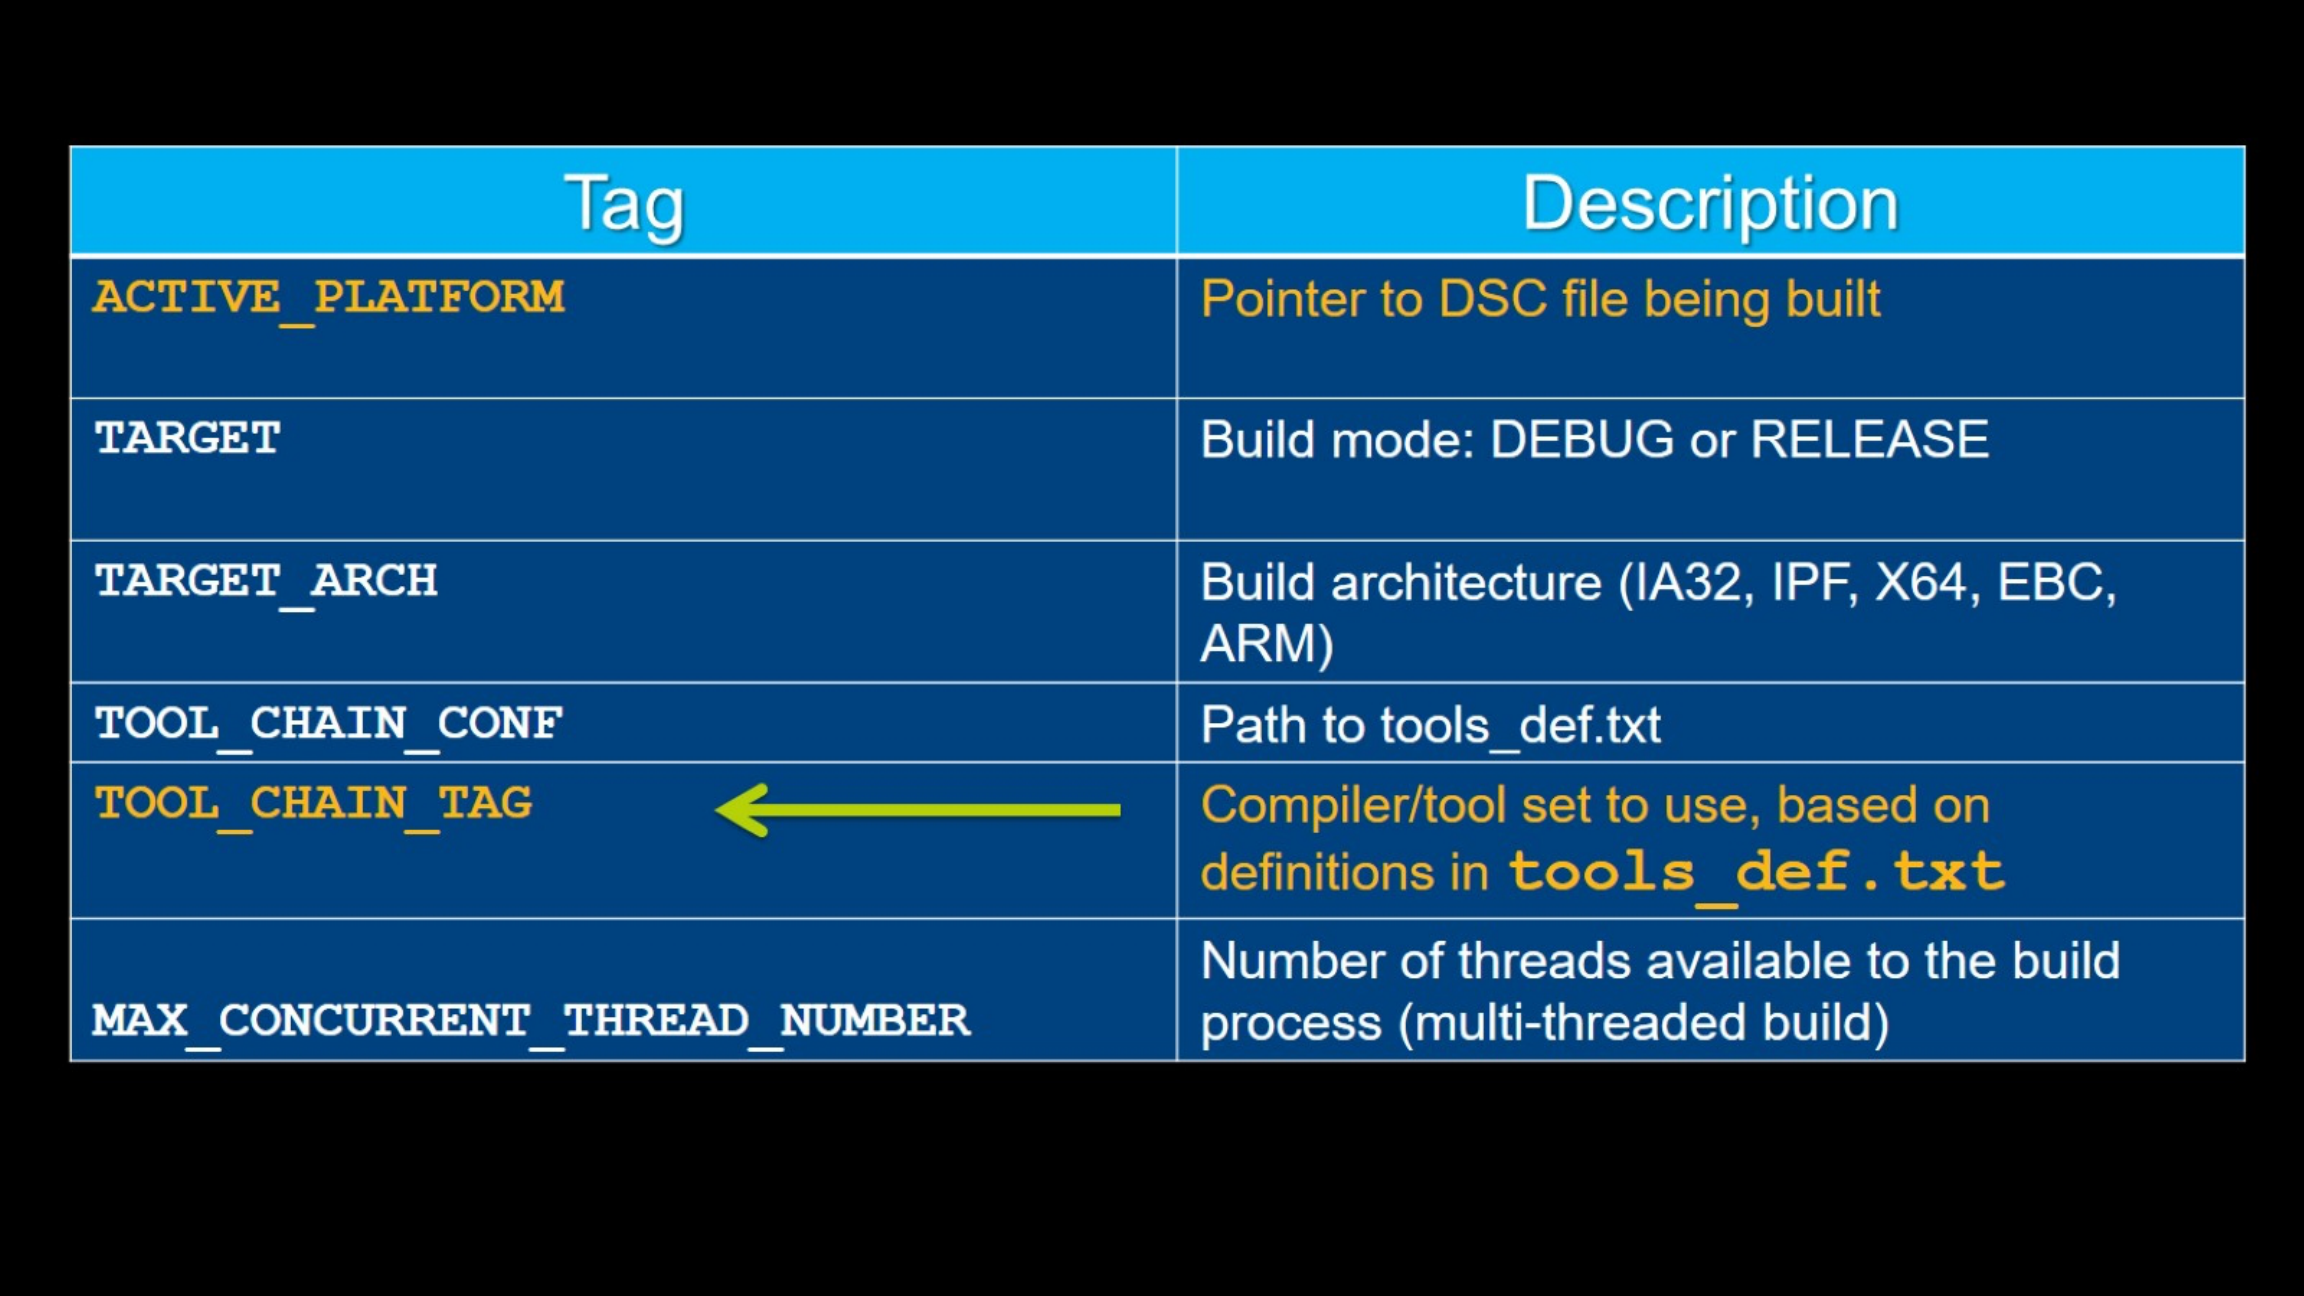 Tag
Description
ACTIVE_PLATFORM
Pointer to DSC file being built
TARGET
Build mode: DEBUG or RELEASE
TARGET_ARCH
Build architecture (IA32, IPF, X64, EBC,
ARM)
TOOL_CHAIN_CONF
Path to tools_def.txt
TOOL_CHAIN_TAG
Compiler/tool set to use, based on
definitions in tools_def.txt
MAX_CONCURRENT_THREAD_NUMBER
Number of threads available to the build
process (multi-threaded build)